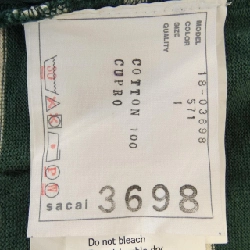 MODEL 18-03698
COLOR 571
SIZE 1
QUALITY
COTTON 100
CUPRO
sacai 3698
Do not bleach